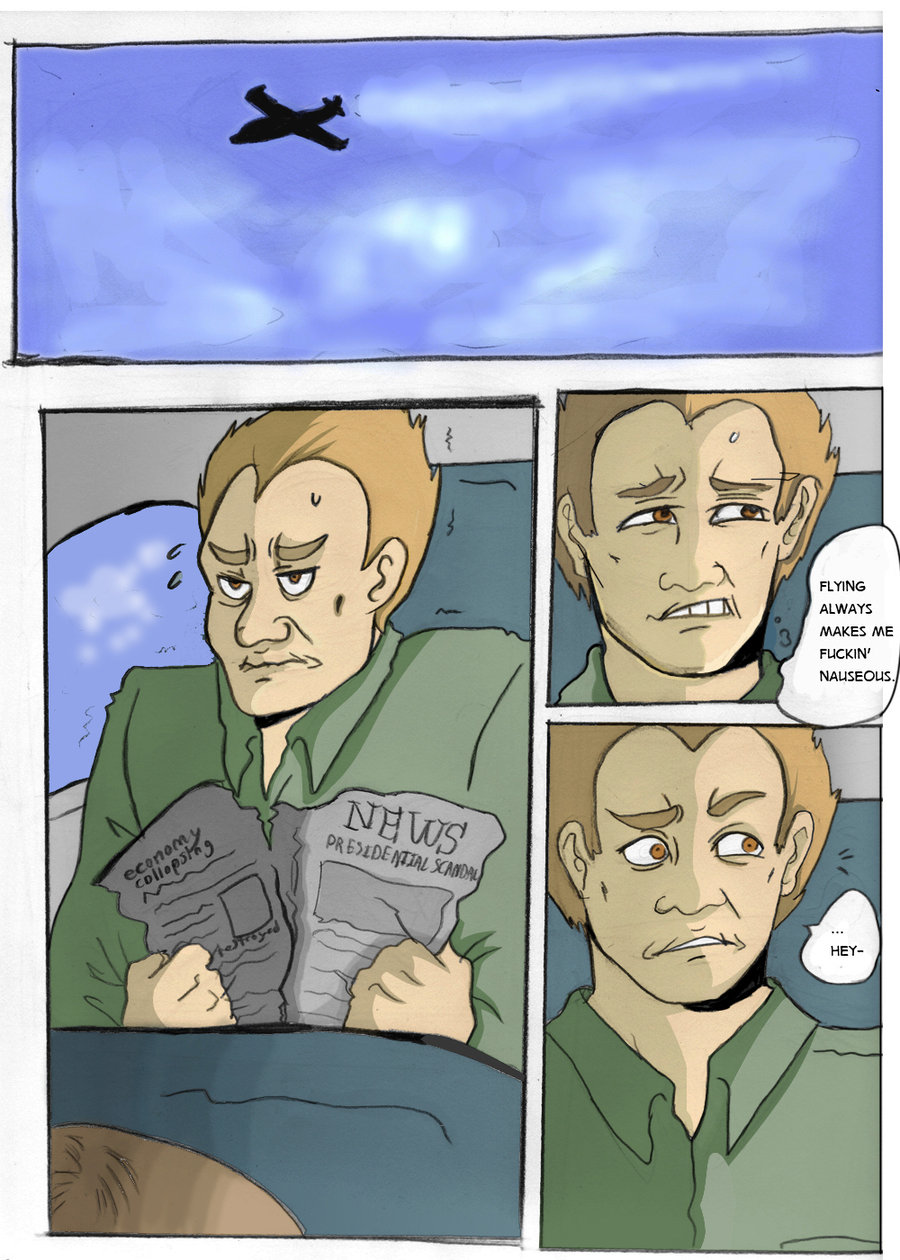 economy
collapsing
destroyed
NEWS
PRESIDENTIAL SCANDAL
FLYING
ALWAYS
MAKES ME
FUCKIN'
NAUSEOUS.
...
HEY-